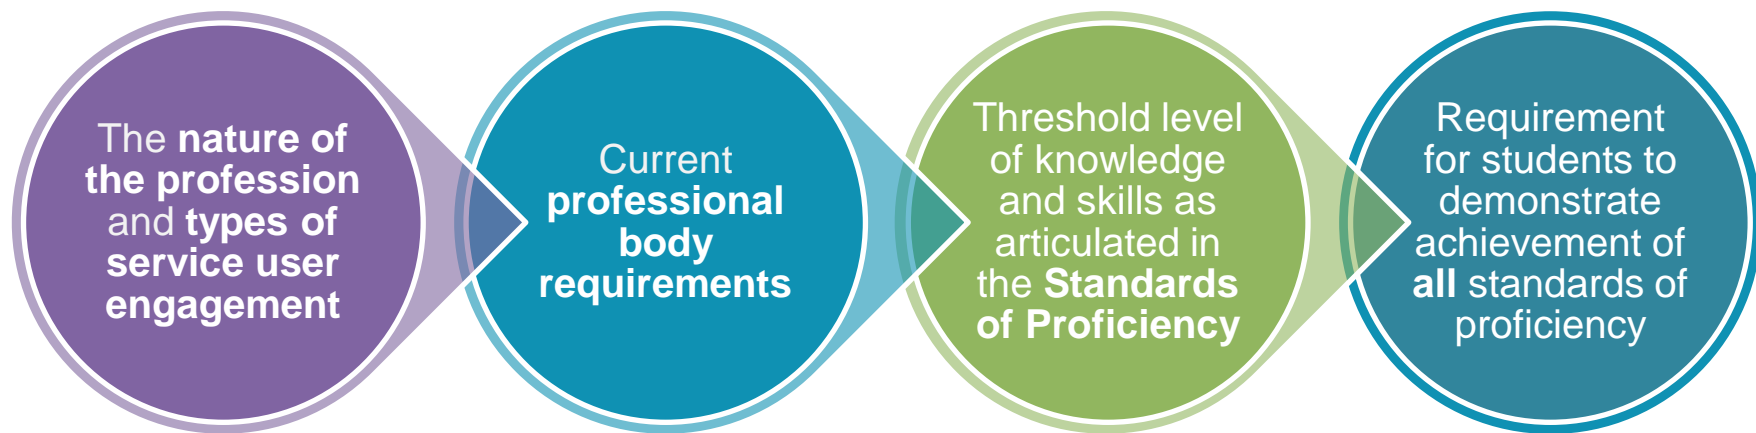 The nature of
the profession
and types of
service user
engagement
Current
professional
body
requirements
Threshold level
of knowledge
and skills as
articulated in
the Standards
of Proficiency
Requirement
for students to
demonstrate
achievement of
all standards of
proficiency